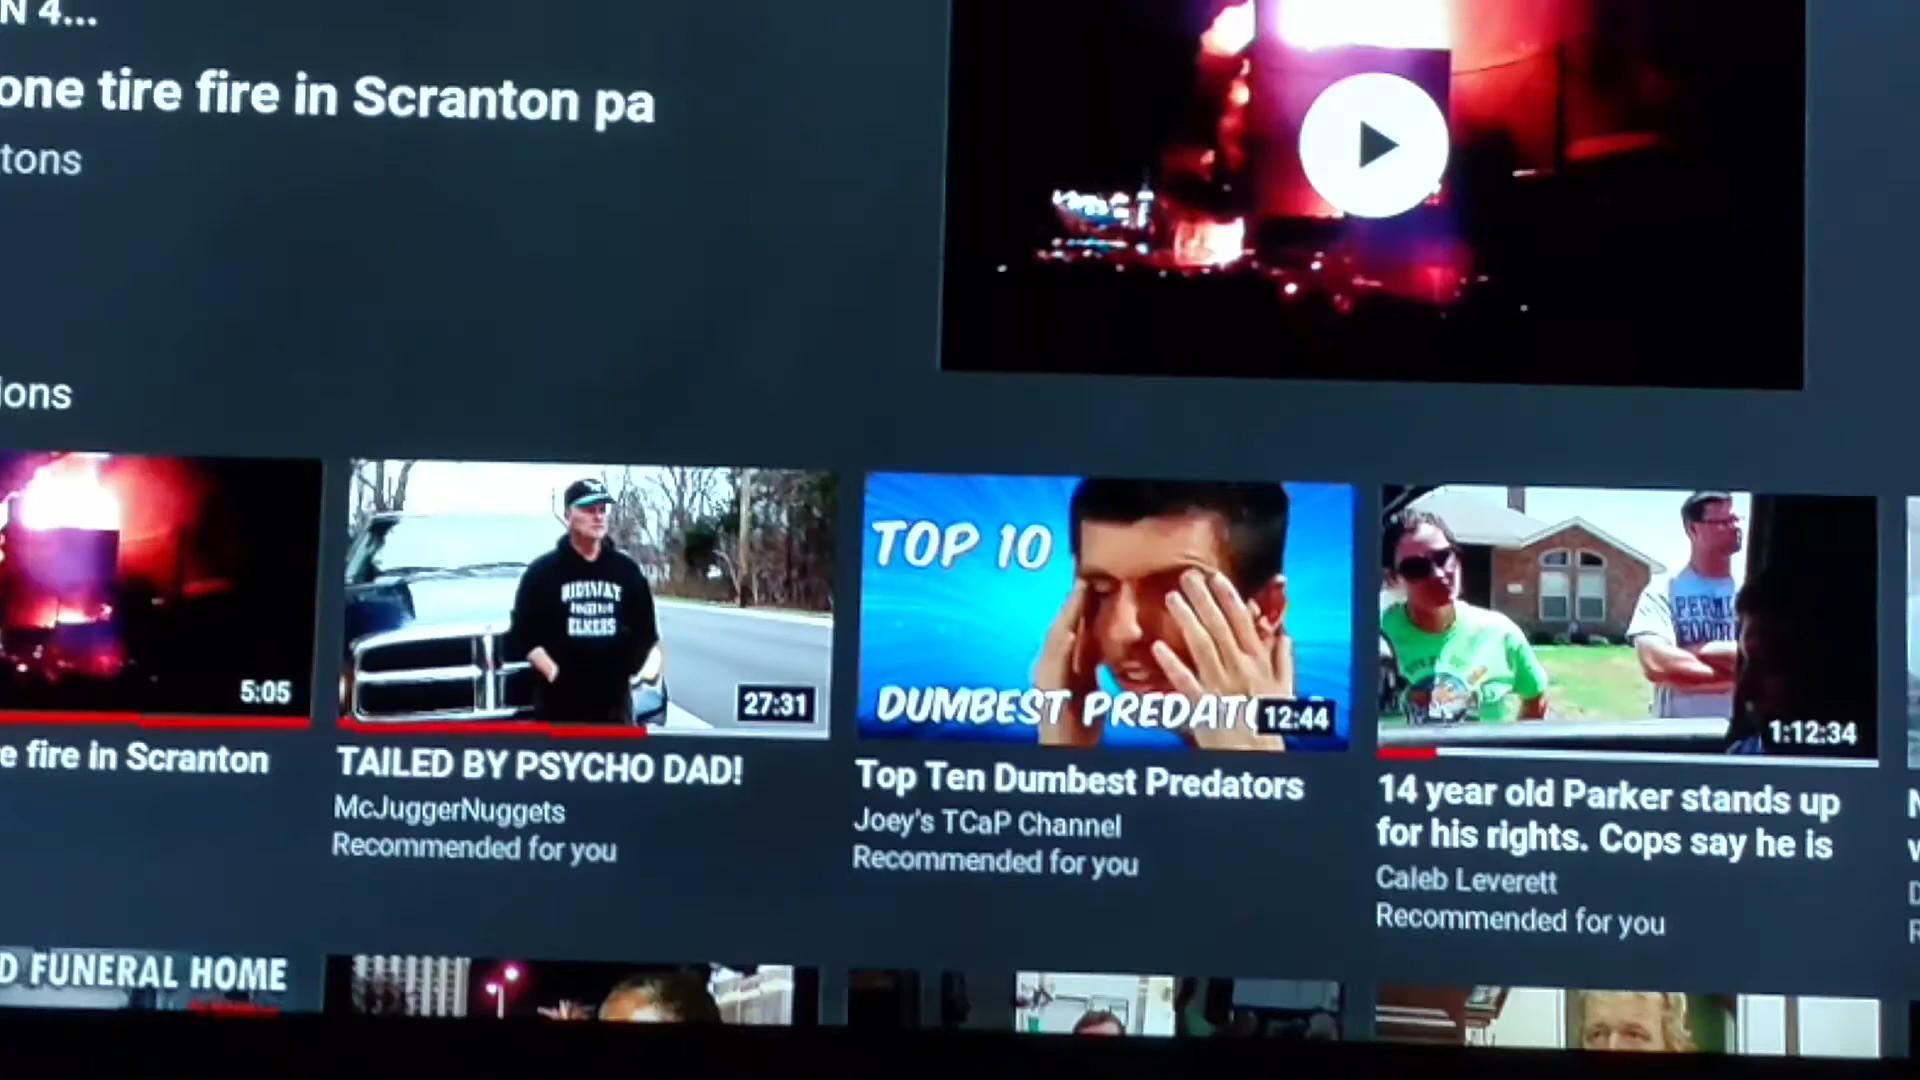 N 4...
one tire fire in Scranton pa
tons
ions
5:05
e fire in Scranton
27:31
TAILED BY PSYCHO DAD!
McJuggerNuggets
Recommended for you
TOP 10
DUMBEST PREDAT
12:44
Top Ten Dumbest Predators
Joey's TCaP Channel
Recommended for you
1:12:34
14 year old Parker stands up
for his rights. Cops say he is
Caleb Leverett
Recommended for you
D FUNERAL HOME